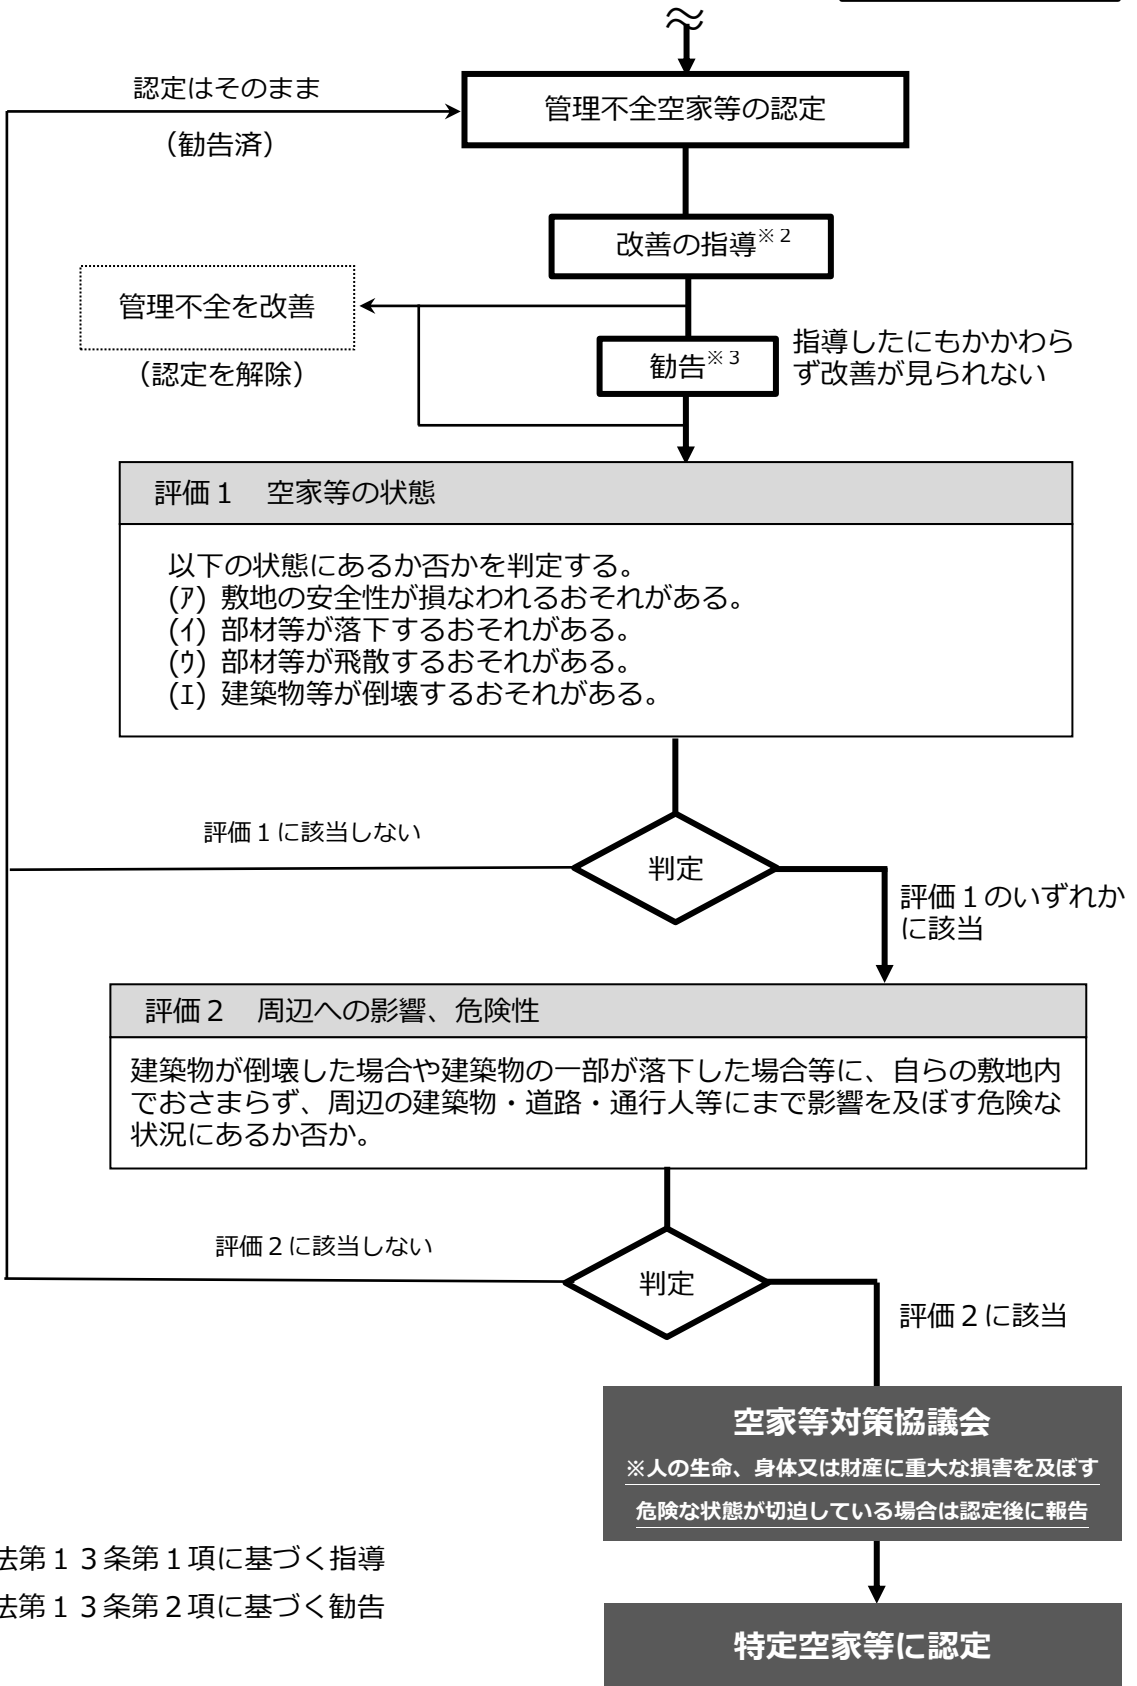 認定はそのまま
（勧告済）
管理不全空家等の認定
改善の指導※２
管理不全を改善
（認定を解除）
勧告※３
指導したにもかかわら
ず改善が見られない
評価１　空家等の状態
以下の状態にあるか否かを判定する。
(ｱ) 敷地の安全性が損なわれるおそれがある。
(ｲ) 部材等が落下するおそれがある。
(ｳ) 部材等が飛散するおそれがある。
(ｴ) 建築物等が倒壊するおそれがある。
評価１に該当しない
判定
評価１のいずれか
に該当
評価２　周辺への影響、危険性
建築物が倒壊した場合や建築物の一部が落下した場合等に、自らの敷地内
でおさまらず、周辺の建築物・道路・通行人等にまで影響を及ぼす危険な
状況にあるか否か。
評価２に該当しない
判定
評価２に該当
空家等対策協議会
※人の生命、身体又は財産に重大な損害を及ぼす
危険な状態が切迫している場合は認定後に報告
法第１３条第１項に基づく指導
法第１３条第２項に基づく勧告
特定空家等に認定